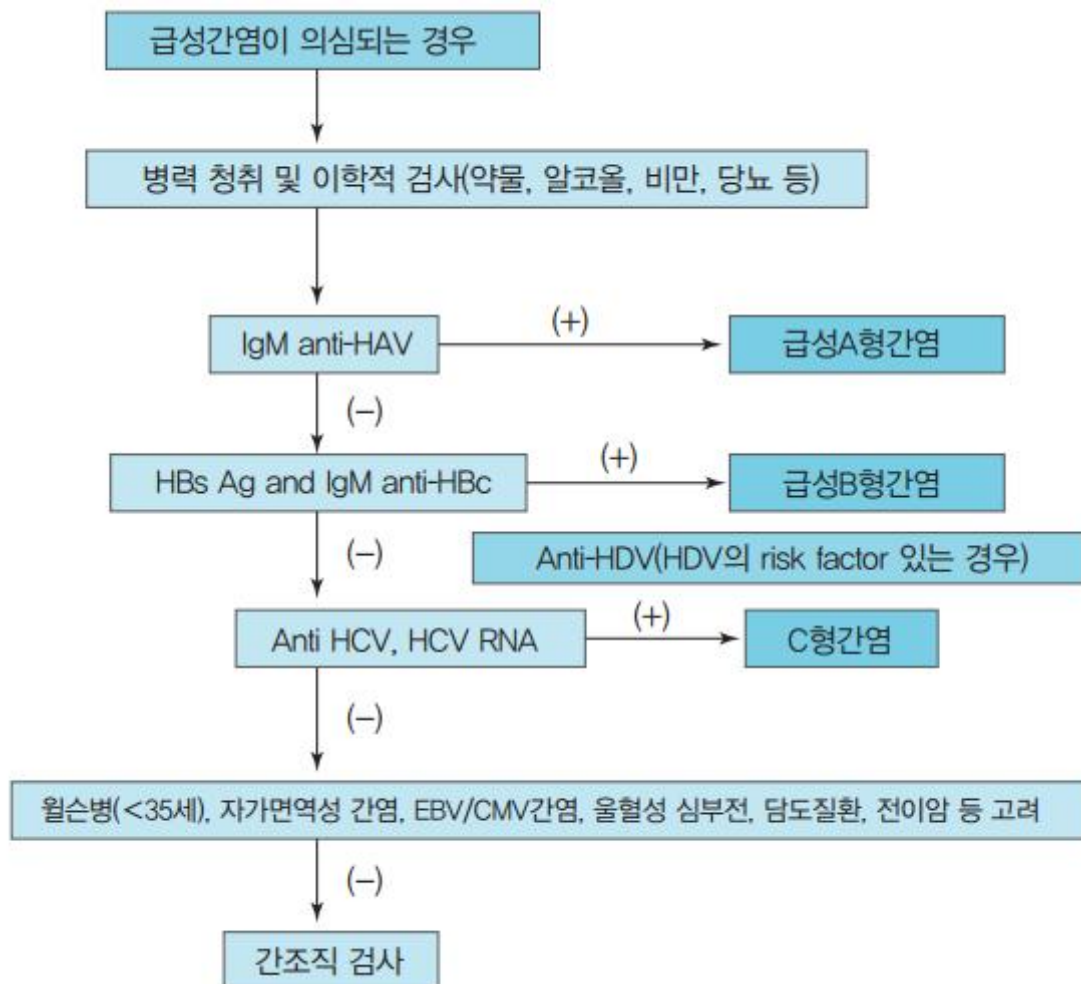 급성간염이 의심되는 경우
병력 청취 및 이학적 검사(약물, 알코올, 비만, 당뇨 등)
IgM anti-HAV
(+)
급성A형간염
(−)
HBs Ag and IgM anti-HBc
(+)
급성B형간염
(−)
Anti-HDV(HDV의 risk factor 있는 경우)
Anti HCV, HCV RNA
(+)
C형간염
(−)
윌슨병(<35세), 자가면역성 간염, EBV/CMV간염, 울혈성 심부전, 담도질환, 전이암 등 고려
(−)
간조직 검사